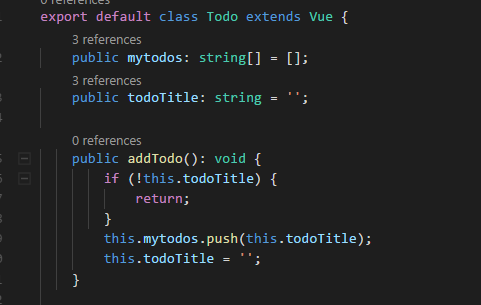 0 references
export default class Todo extends Vue {
3 references
public mytodos: string[] = [];
3 references
public todoTitle: string = '';
0 references
public addTodo(): void {
if (!this.todoTitle) {
return;
}
this.mytodos.push(this.todoTitle);
this.todoTitle = '';
}